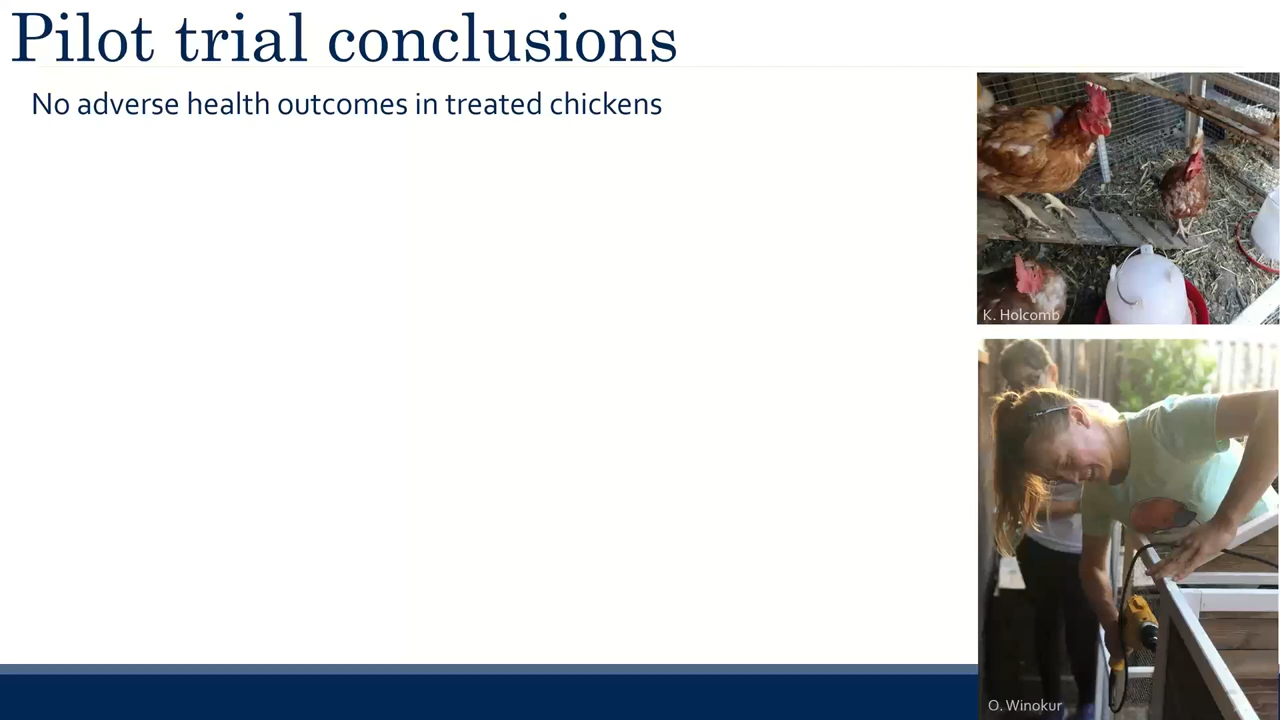 Pilot trial conclusions
No adverse health outcomes in treated chickens
K. Holcomb
O. Winokur